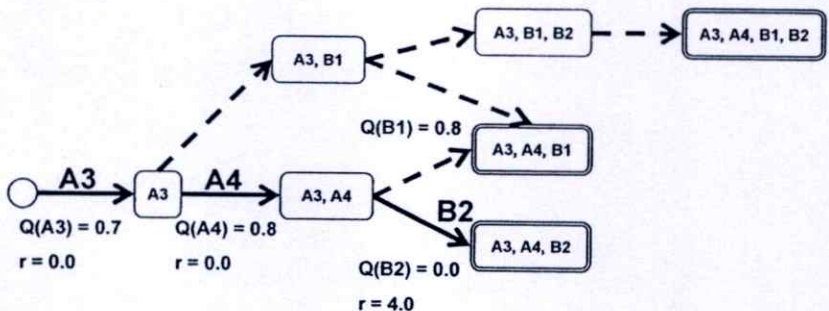 A3, B1, B2
A3, A4, B1, B2
A3, B1
Q(B1) = 0.8
A3, A4, B1
A3
A3
A4
A3, A4
B2
A3, A4, B2
Q(A3) = 0.7
r = 0.0
Q(A4) = 0.8
r = 0.0
Q(B2) = 0.0
r = 4.0